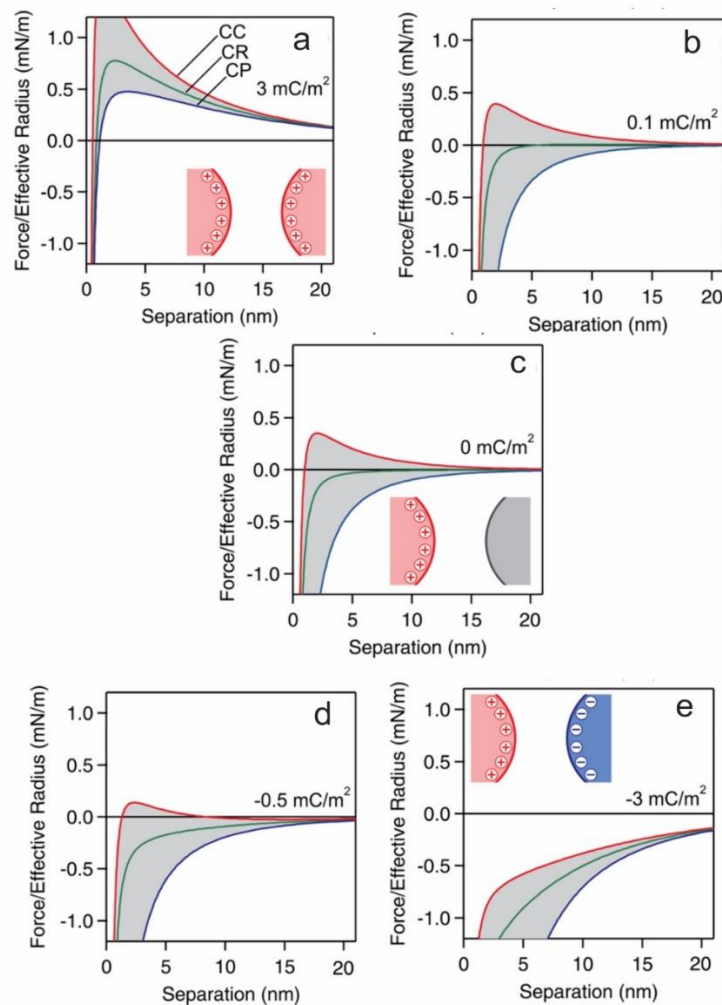 a
CC
CR
CP
3 mC/m²
Force/Effective Radius (mN/m)
1.0
0.5
0.0
-0.5
-1.0
0 5 10 15 20
Separation (nm)
b
0.1 mC/m²
Force/Effective Radius (mN/m)
1.0
0.5
0.0
-0.5
-1.0
0 5 10 15 20
Separation (nm)
c
0 mC/m²
Force/Effective Radius (mN/m)
1.0
0.5
0.0
-0.5
-1.0
0 5 10 15 20
Separation (nm)
d
-0.5 mC/m²
Force/Effective Radius (mN/m)
1.0
0.5
0.0
-0.5
-1.0
0 5 10 15 20
Separation (nm)
e
-3 mC/m²
Force/Effective Radius (mN/m)
1.0
0.5
0.0
-0.5
-1.0
0 5 10 15 20
Separation (nm)